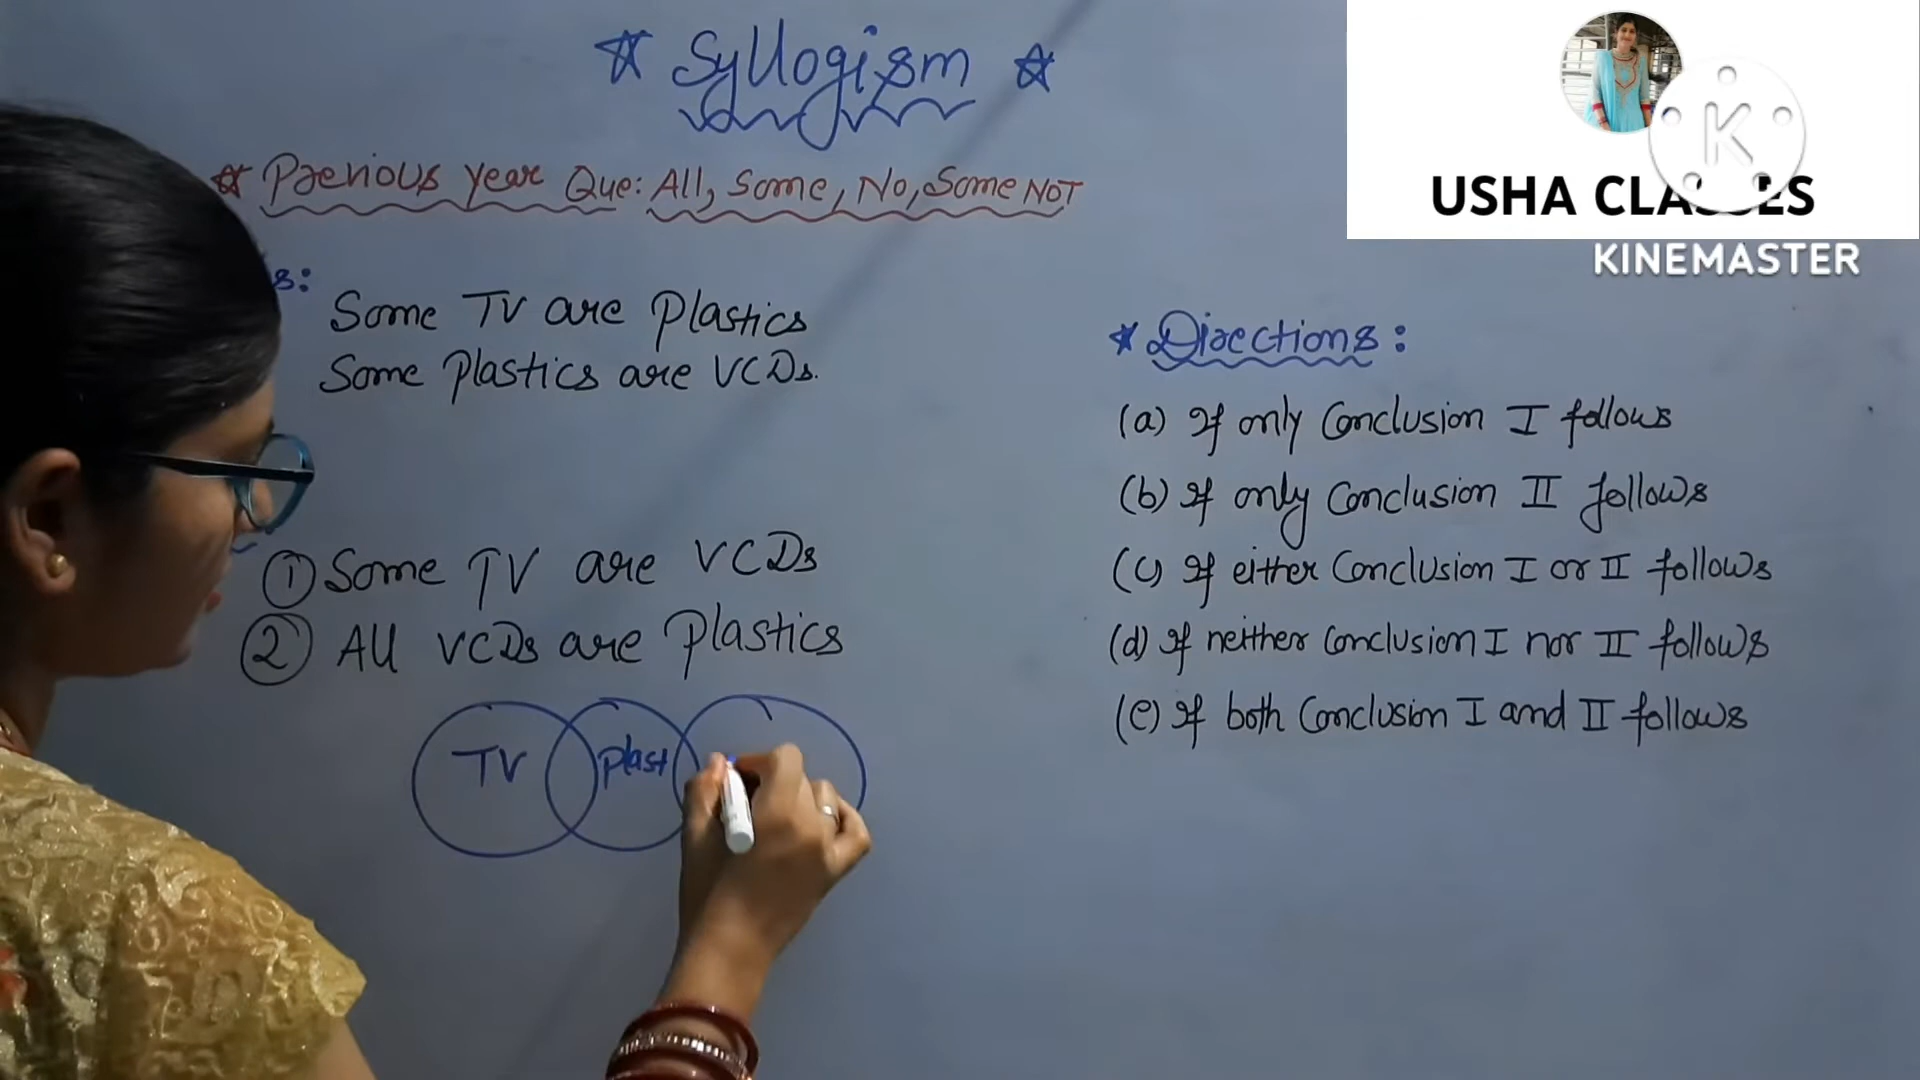 ☆ Syllogism ☆
☆ Previous Year Que: All, Some, No, Some NOT
s:
Some TV are Plastics
Some Plastics are VCDs.
① Some TV are VCDs
② All VCDs are Plastics
TV Plast
* Directions:
(a) If only Conclusion I follows
(b) If only Conclusion II follows
(c) If either Conclusion I or II follows
(d) If neither Conclusion I nor II follows
(e) If both Conclusion I and II follows
K
USHA CLASSES
KINEMASTER